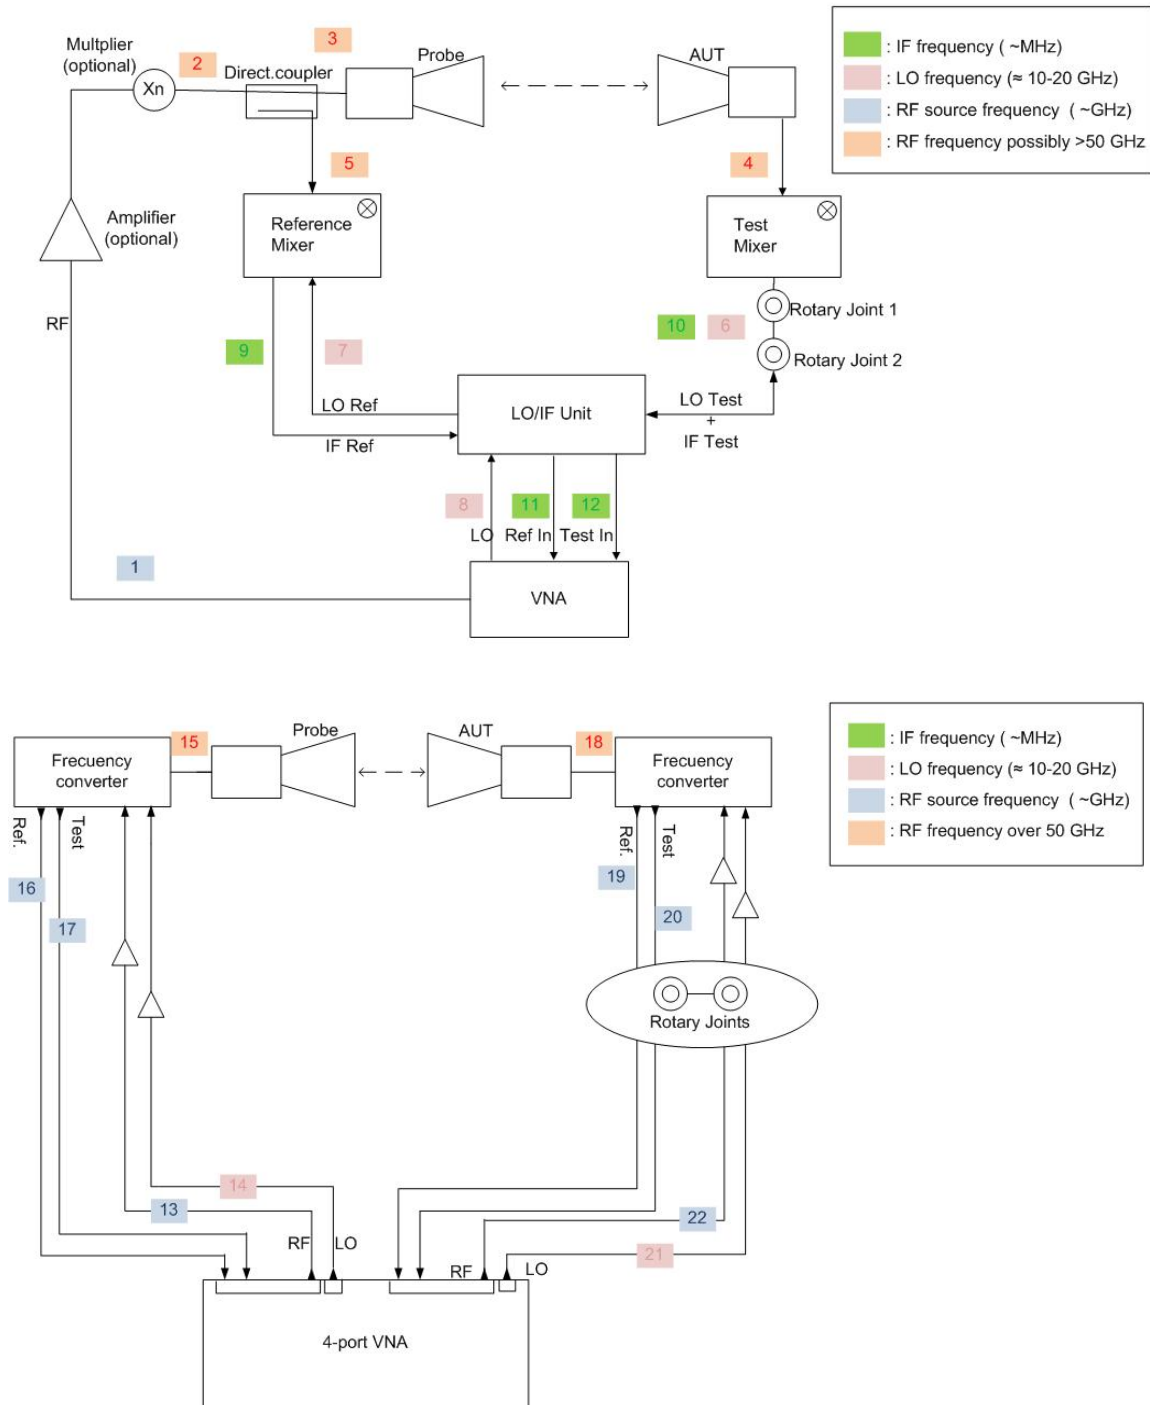 Multplier
(optional)
2
3
Direct.coupler
Probe
AUT
Xn
: IF frequency ( ~MHz)
: LO frequency (≈ 10-20 GHz)
: RF source frequency ( ~GHz)
: RF frequency possibly >50 GHz
5
4
Amplifier
(optional)
Reference
Mixer
Test
Mixer
RF
Rotary Joint 1
10
6
9
7
Rotary Joint 2
LO Ref
IF Ref
LO/IF Unit
LO Test
+
IF Test
8
11
12
LO
Ref In
Test In
1
VNA
Probe
AUT
15
18
Frecuency
converter
Frecuency
converter
: IF frequency ( ~MHz)
: LO frequency (≈ 10-20 GHz)
: RF source frequency ( ~GHz)
: RF frequency over 50 GHz
Ref.
Test
Ref.
Test
16
17
19
20
Rotary Joints
14
13
22
21
RF
LO
RF
LO
4-port VNA